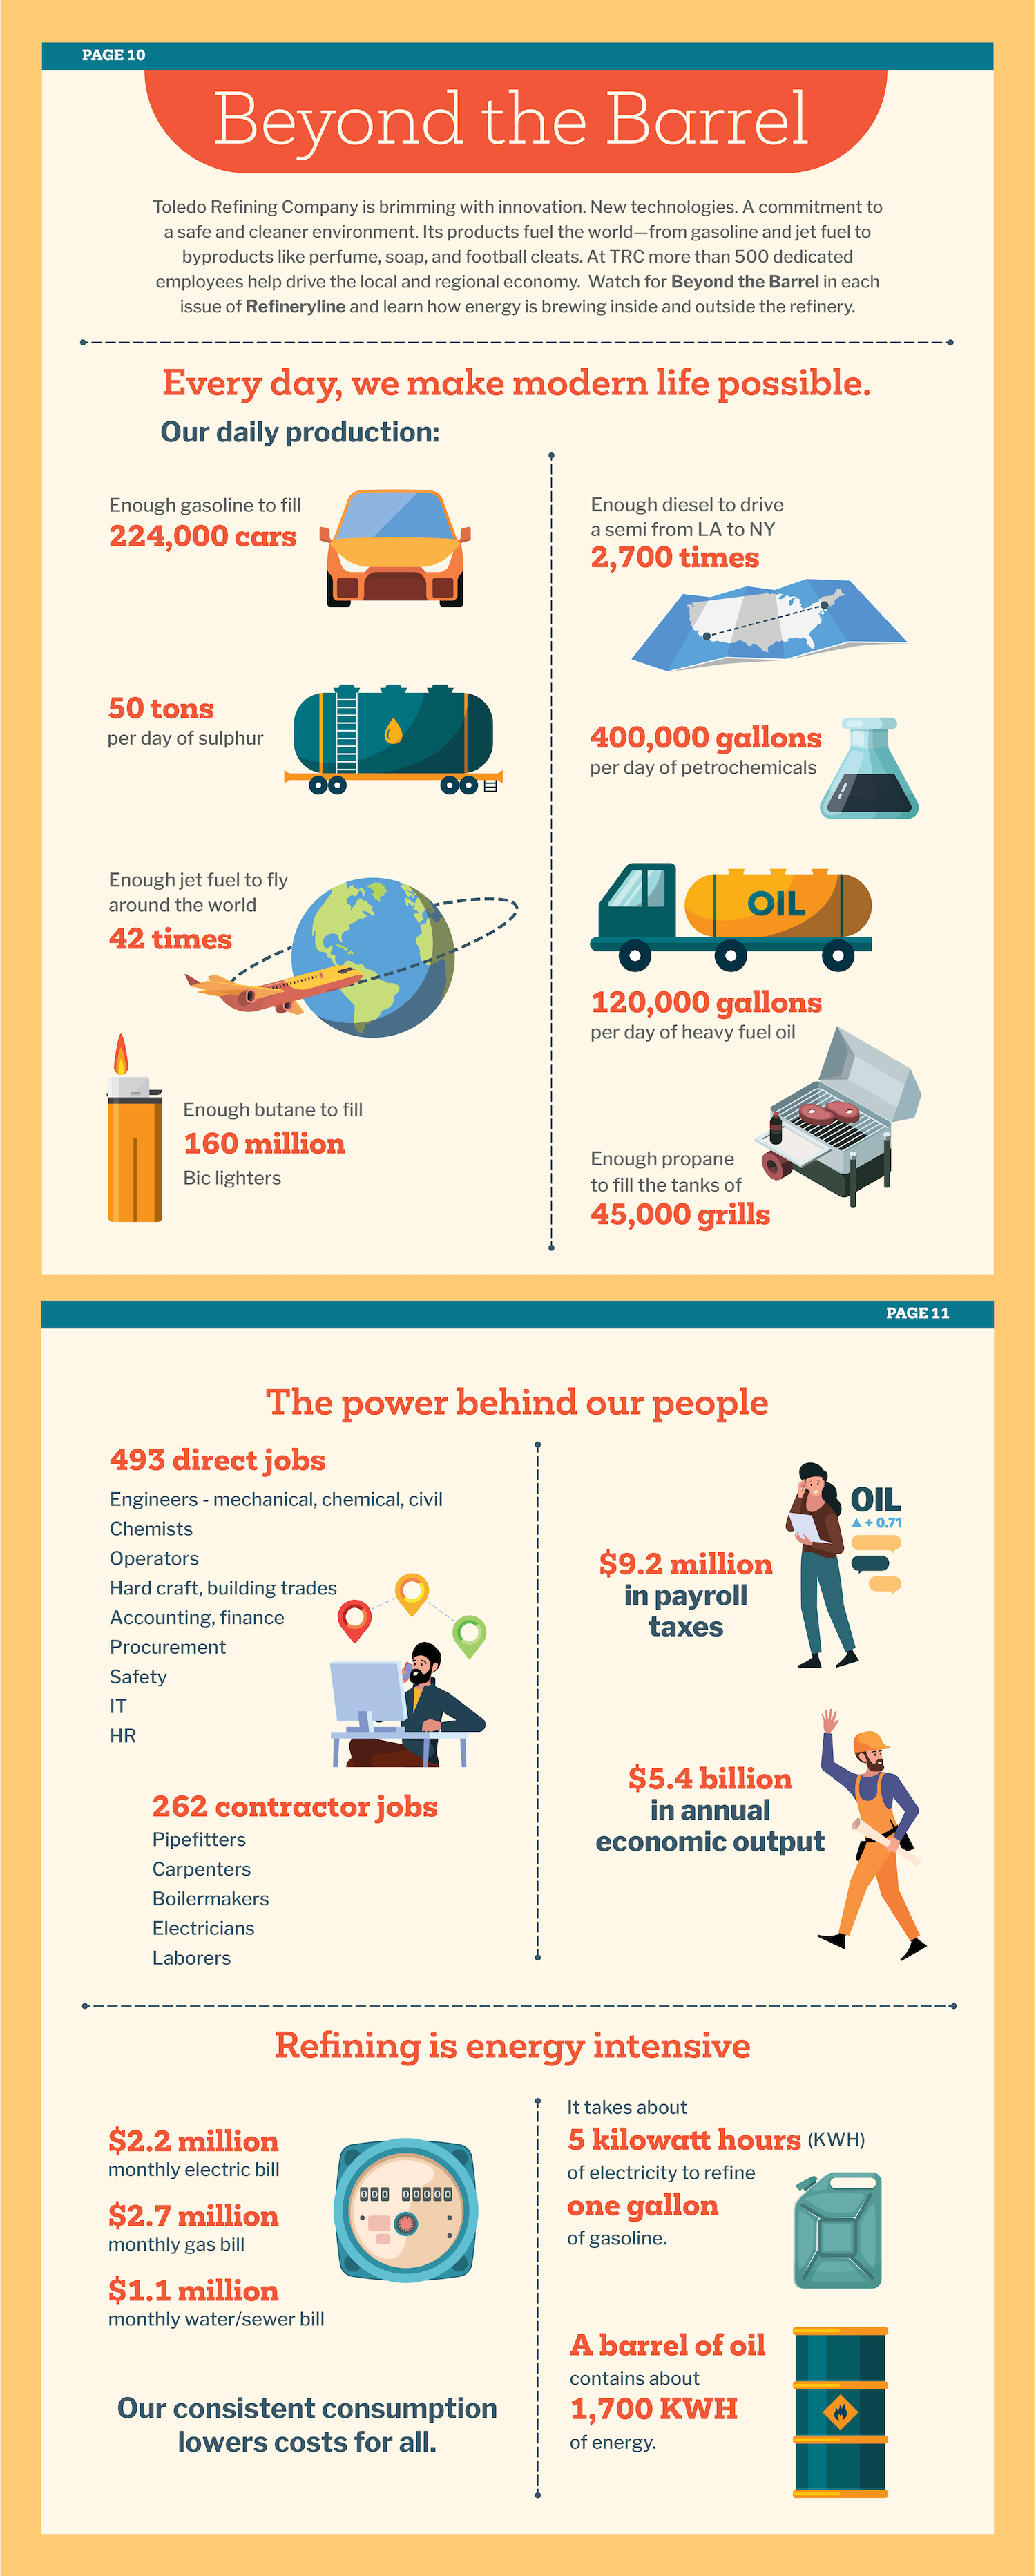 PAGE 10
Beyond the Barrel
Toledo Refining Company is brimming with innovation. New technologies. A commitment to
a safe and cleaner environment. Its products fuel the world—from gasoline and jet fuel to
byproducts like perfume, soap, and football cleats. At TRC more than 500 dedicated
employees help drive the local and regional economy. Watch for Beyond the Barrel in each
issue of Refineryline and learn how energy is brewing inside and outside the refinery.
Every day, we make modern life possible.
Our daily production:
Enough gasoline to fill
224,000 cars
50 tons
per day of sulphur
Enough jet fuel to fly
around the world
42 times
Enough butane to fill
160 million
Bic lighters
Enough diesel to drive
a semi from LA to NY
2,700 times
400,000 gallons
per day of petrochemicals
OIL
120,000 gallons
per day of heavy fuel oil
Enough propane
to fill the tanks of
45,000 grills
PAGE 11
The power behind our people
493 direct jobs
Engineers - mechanical, chemical, civil
Chemists
Operators
Hard craft, building trades
Accounting, finance
Procurement
Safety
IT
HR
262 contractor jobs
Pipefitters
Carpenters
Boilermakers
Electricians
Laborers
OIL
▲ + 0.71
$9.2 million
in payroll
taxes
$5.4 billion
in annual
economic output
Refining is energy intensive
$2.2 million
monthly electric bill
$2.7 million
monthly gas bill
$1.1 million
monthly water/sewer bill
000 00000
Our consistent consumption
lowers costs for all.
It takes about
5 kilowatt hours (KWH)
of electricity to refine
one gallon
of gasoline.
A barrel of oil
contains about
1,700 KWH
of energy.